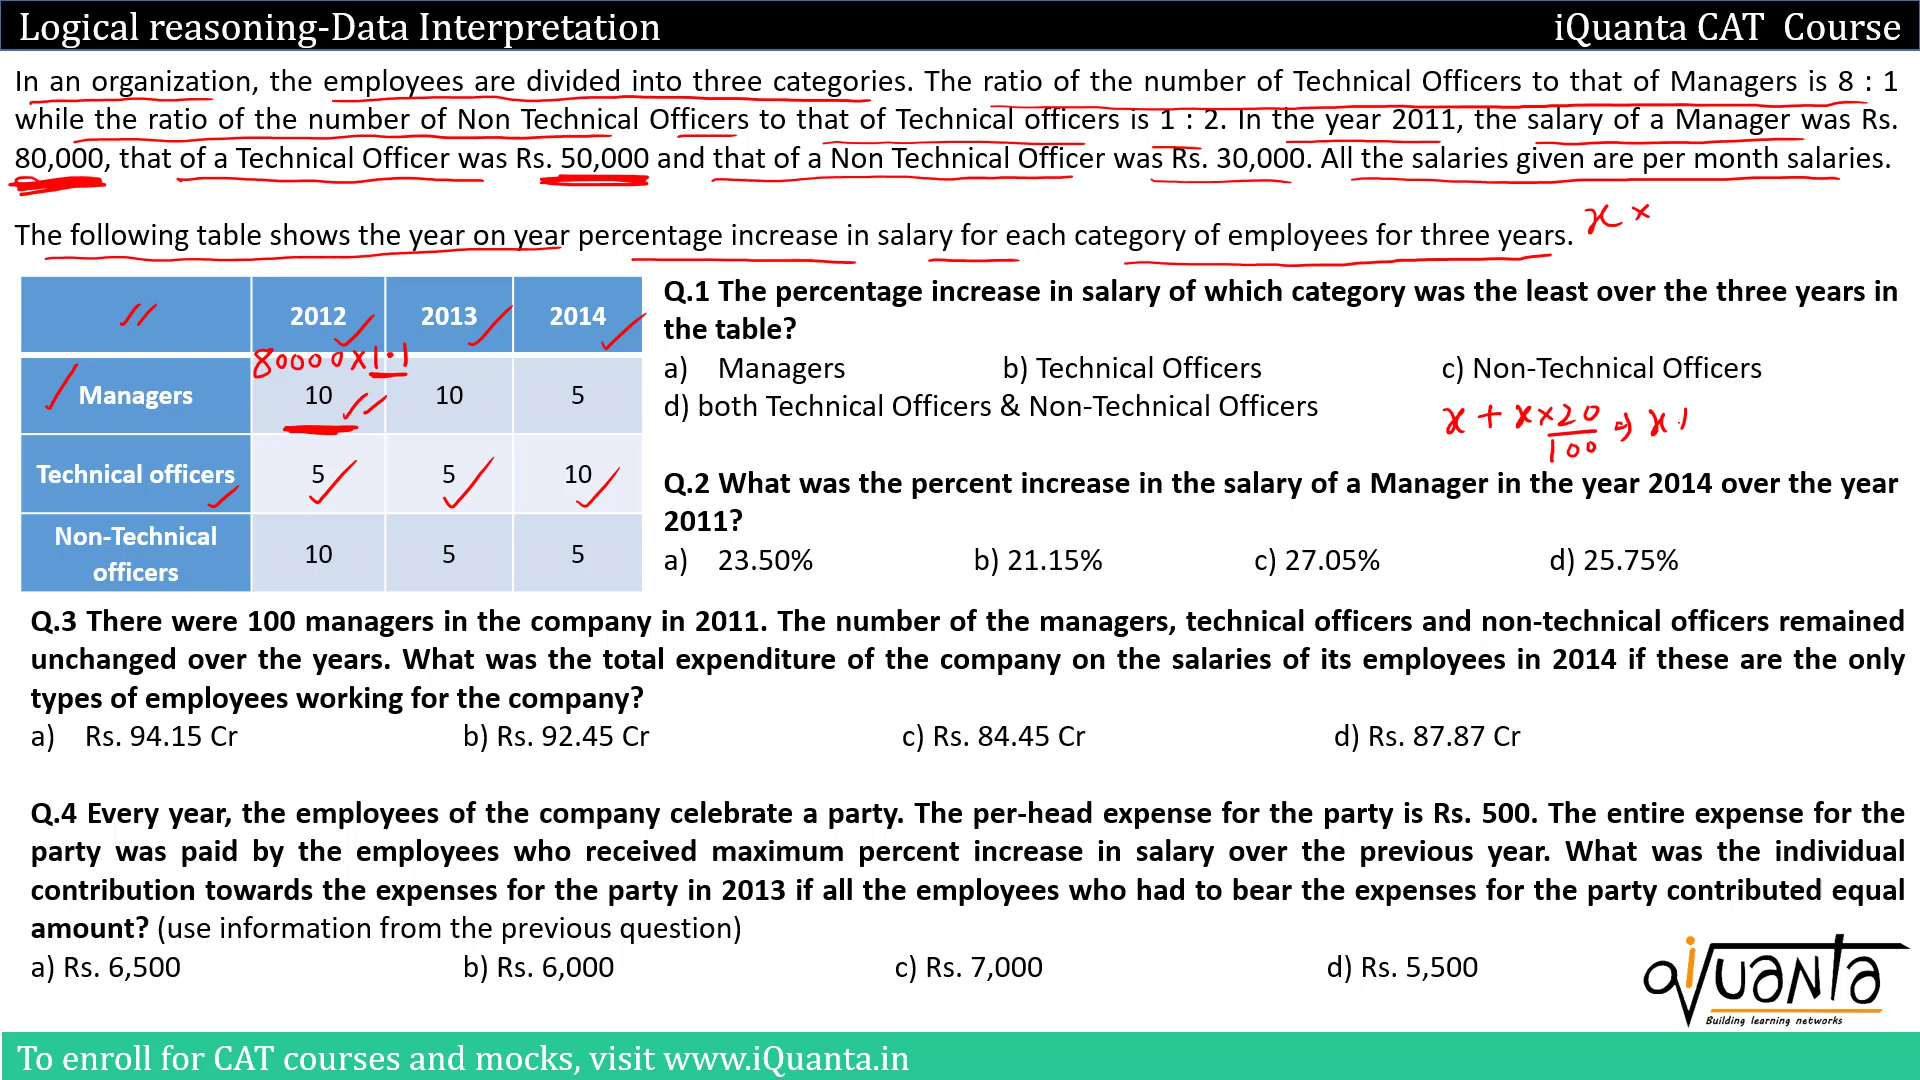 Logical reasoning-Data Interpretation iQuanta CAT Course
In an organization, the employees are divided into three categories. The ratio of the number of Technical Officers to that of Managers is 8 : 1
while the ratio of the number of Non Technical Officers to that of Technical officers is 1 : 2. In the year 2011, the salary of a Manager was Rs.
80,000, that of a Technical Officer was Rs. 50,000 and that of a Non Technical Officer was Rs. 30,000. All the salaries given are per month salaries.
The following table shows the year on year percentage increase in salary for each category of employees for three years.
x ×
2012 2013 2014
80000×1.1
Managers 10 10 5
Technical officers 5 5 10
Non-Technical
officers 10 5 5
Q.1 The percentage increase in salary of which category was the least over the three years in
the table?
a) Managers b) Technical Officers c) Non-Technical Officers
d) both Technical Officers & Non-Technical Officers
x + x×20/100 ⇒ x1
Q.2 What was the percent increase in the salary of a Manager in the year 2014 over the year
2011?
a) 23.50% b) 21.15% c) 27.05% d) 25.75%
Q.3 There were 100 managers in the company in 2011. The number of the managers, technical officers and non-technical officers remained
unchanged over the years. What was the total expenditure of the company on the salaries of its employees in 2014 if these are the only
types of employees working for the company?
a) Rs. 94.15 Cr b) Rs. 92.45 Cr c) Rs. 84.45 Cr d) Rs. 87.87 Cr
Q.4 Every year, the employees of the company celebrate a party. The per-head expense for the party is Rs. 500. The entire expense for the
party was paid by the employees who received maximum percent increase in salary over the previous year. What was the individual
contribution towards the expenses for the party in 2013 if all the employees who had to bear the expenses for the party contributed equal
amount? (use information from the previous question)
a) Rs. 6,500 b) Rs. 6,000 c) Rs. 7,000 d) Rs. 5,500
iQuanta
Building learning networks
To enroll for CAT courses and mocks, visit www.iQuanta.in